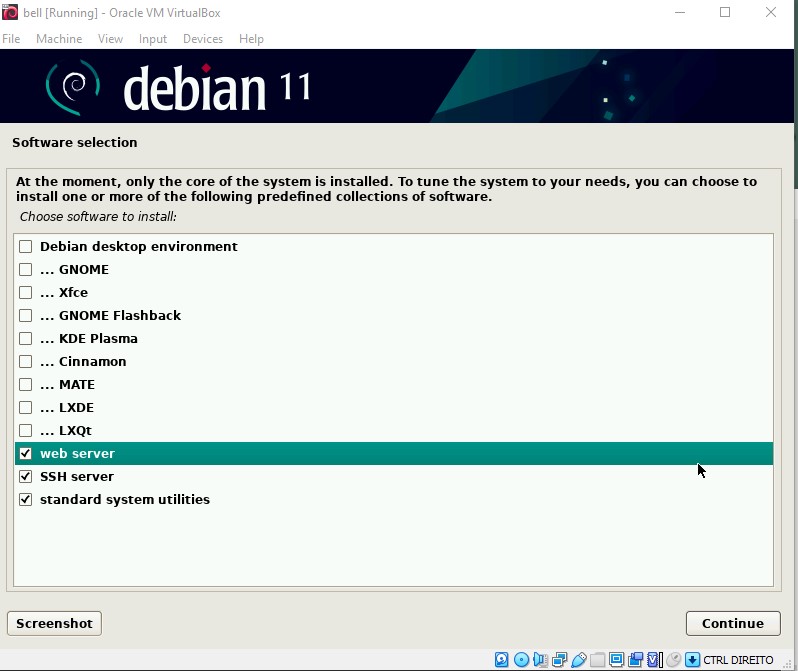 bell [Running] - Oracle VM VirtualBox
File Machine View Input Devices Help
debian 11
Software selection
At the moment, only the core of the system is installed. To tune the system to your needs, you can choose to
install one or more of the following predefined collections of software.
Choose software to install:
Debian desktop environment
... GNOME
... Xfce
... GNOME Flashback
... KDE Plasma
... Cinnamon
... MATE
... LXDE
... LXQt
web server
SSH server
standard system utilities
Screenshot
Continue
CTRL DIREITO